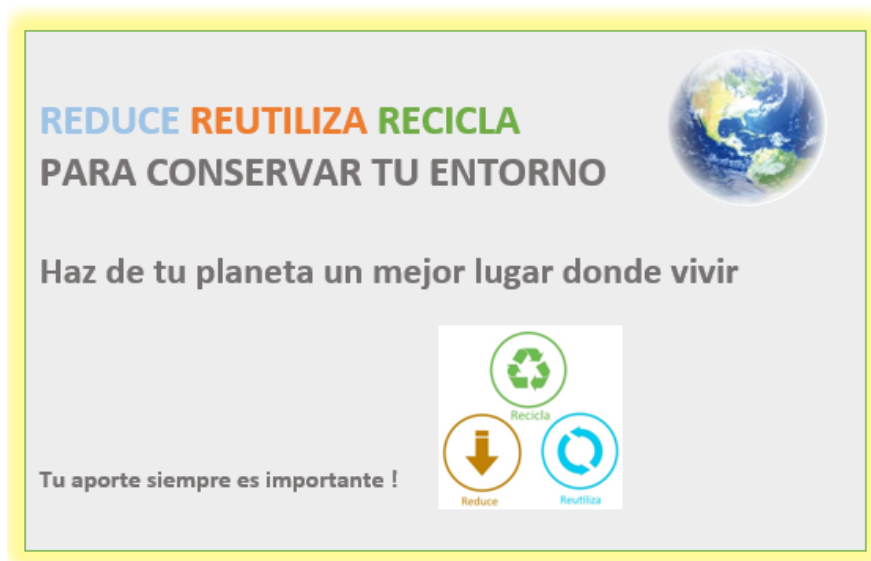 REDUCE REUTILIZA RECICLA
PARA CONSERVAR TU ENTORNO
Haz de tu planeta un mejor lugar donde vivir
Recicla
Reduce
Reutiliza
Tu aporte siempre es importante !